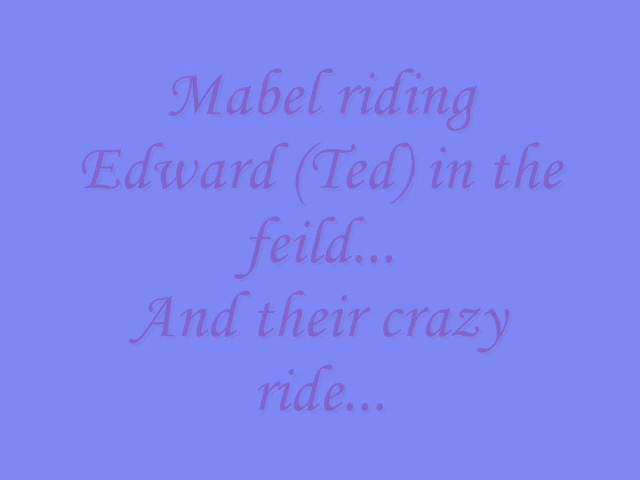 Mabel riding
Edward (Ted) in the
feild...
And their crazy
ride...